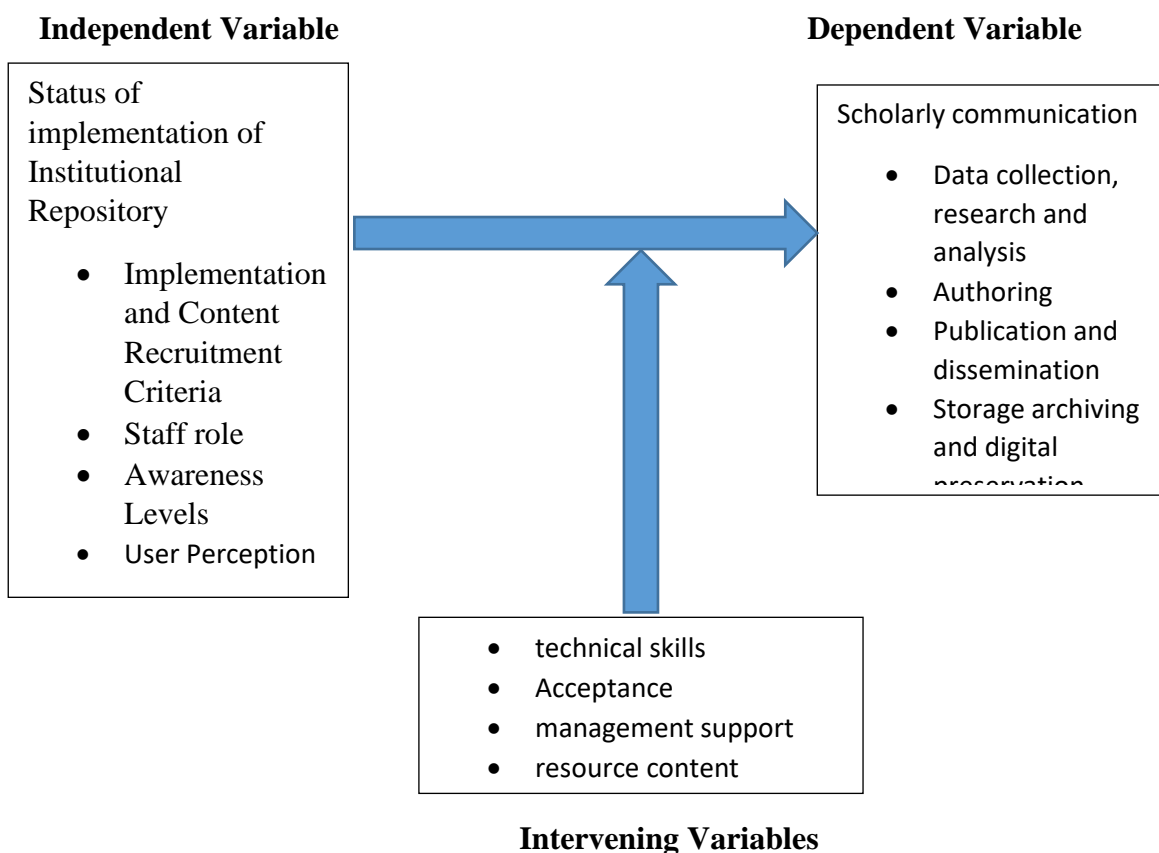 Independent Variable
Dependent Variable
Status of
implementation of
Institutional
Repository
• Implementation
and Content
Recruitment
Criteria
• Staff role
• Awareness
Levels
• User Perception
Scholarly communication
• Data collection,
research and
analysis
• Authoring
• Publication and
dissemination
• Storage archiving
and digital
preservation
• technical skills
• Acceptance
• management support
• resource content
Intervening Variables